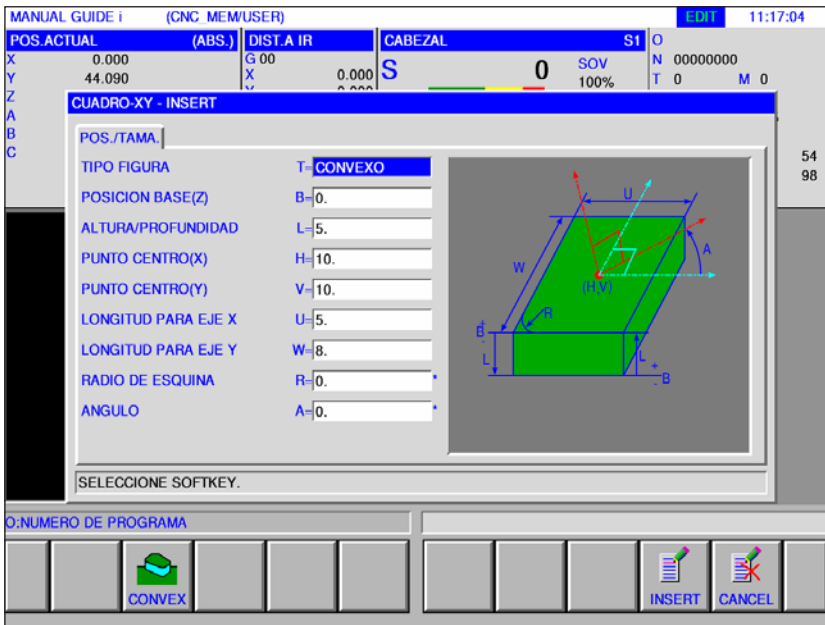 MANUAL GUIDE i (CNC_MEM/USER) EDIT 11:17:04
POS.ACTUAL (ABS.) DIST.A IR CABEZAL S1 O
X 0.000 G 00 S 0 SOV N 00000000
Y 44.090 X 0.000 100% T 0 M 0
Z
A
B
C
54
98
CUADRO-XY - INSERT
POS./TAMA.
TIPO FIGURA T=CONVEXO
POSICION BASE(Z) B=0.
ALTURA/PROFUNDIDAD L=5.
PUNTO CENTRO(X) H=10.
PUNTO CENTRO(Y) V=10.
LONGITUD PARA EJE X U=5.
LONGITUD PARA EJE Y W=8.
RADIO DE ESQUINA R=0. *
ANGULO A=0. *
U
A
W
(H,V)
R
B + -
L
L
+
- B
SELECCIONE SOFTKEY.
O:NUMERO DE PROGRAMA
CONVEX INSERT CANCEL